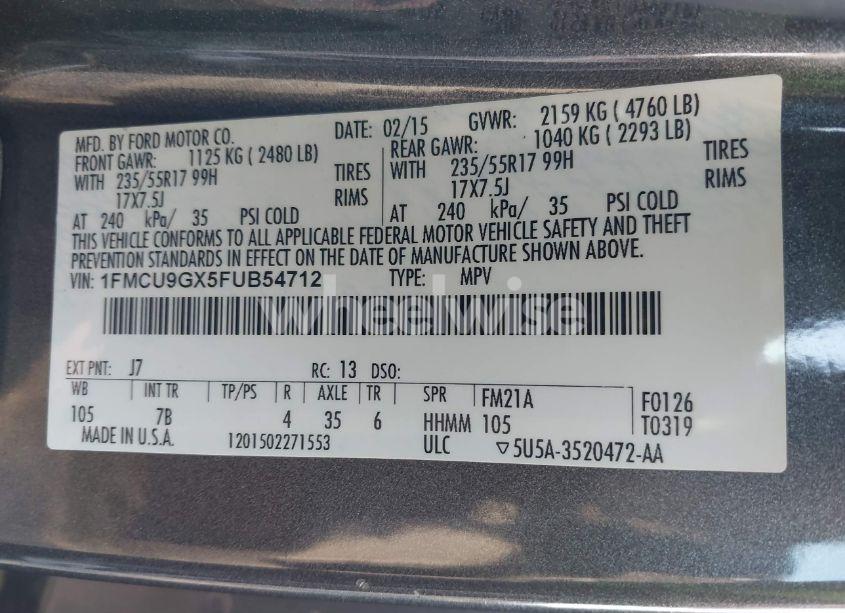 MFD. BY FORD MOTOR CO. DATE: 02/15 GVWR: 2159 KG ( 4760 LB)
FRONT GAWR: 1125 KG ( 2480 LB) REAR GAWR: 1040 KG ( 2293 LB)
WITH 235/55R17 99H TIRES WITH 235/55R17 99H TIRES
17X7.5J RIMS 17X7.5J RIMS
AT 240 kPa/ 35 PSI COLD AT 240 kPa/ 35 PSI COLD
THIS VEHICLE CONFORMS TO ALL APPLICABLE FEDERAL MOTOR VEHICLE SAFETY AND THEFT
PREVENTION STANDARDS IN EFFECT ON THE DATE OF MANUFACTURE SHOWN ABOVE.
VIN: 1FMCU9GX5FUB54712 TYPE: MPV
wheelwise
EXT PNT: J7 RC: 13 DSO:
WB INT TR TP/PS R AXLE TR SPR FM21A F0126
105 7B 4 35 6 HHMM 105 T0319
MADE IN U.S.A. 1201502271553 ULC ▽5U5A-3520472-AA